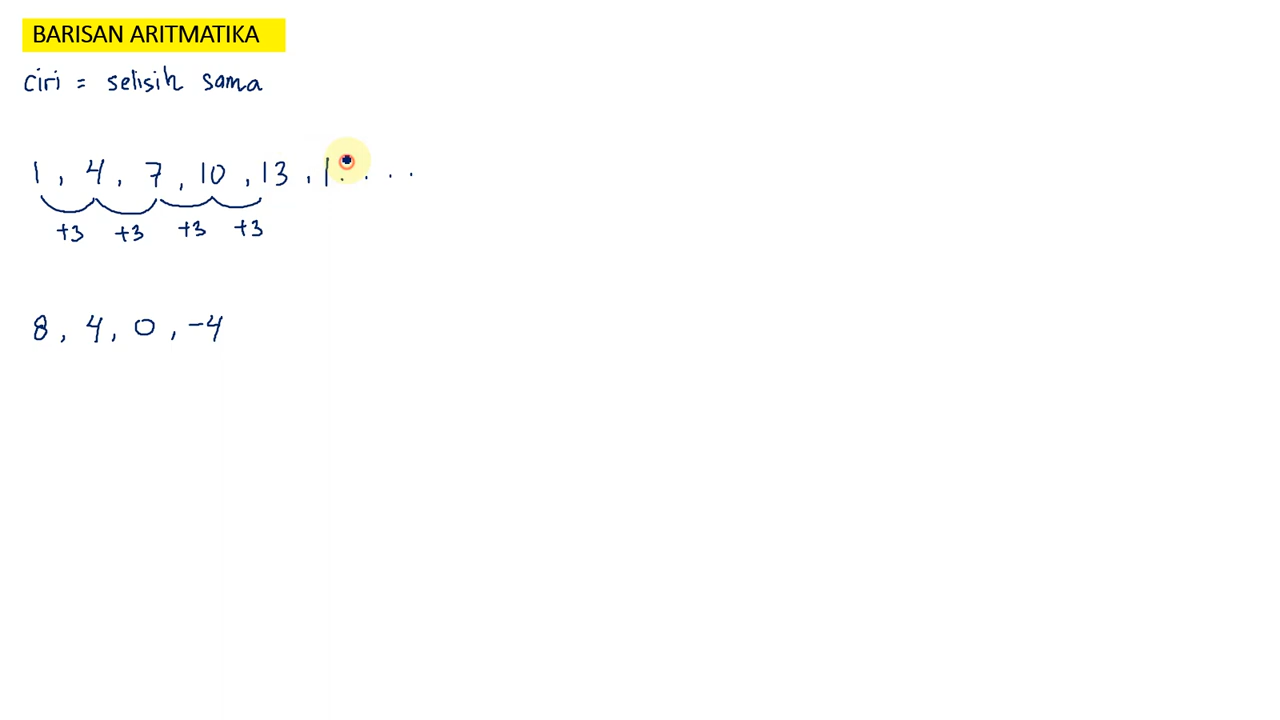 BARISAN ARITMATIKA
ciri = selisih sama
1, 4, 7, 10, 13, 1. . . .
+3 +3 +3 +3
8, 4, 0, -4